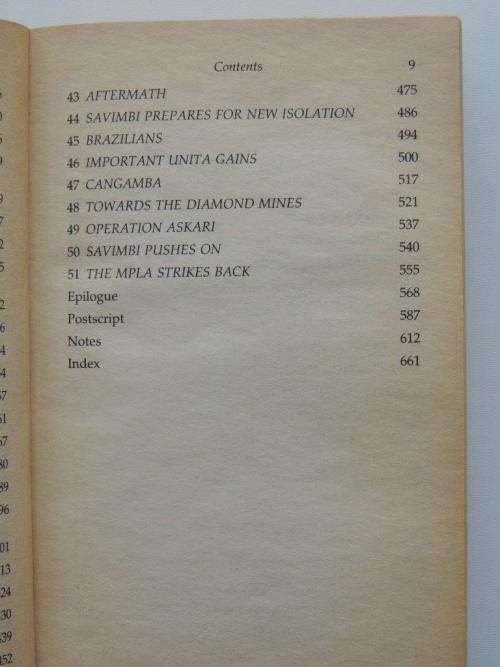 Contents 9
43 AFTERMATH 475
44 SAVIMBI PREPARES FOR NEW ISOLATION 486
45 BRAZILIANS 494
46 IMPORTANT UNITA GAINS 500
47 CANGAMBA 517
48 TOWARDS THE DIAMOND MINES 521
49 OPERATION ASKARI 537
50 SAVIMBI PUSHES ON 540
51 THE MPLA STRIKES BACK 555
Epilogue 568
Postscript 587
Notes 612
Index 661